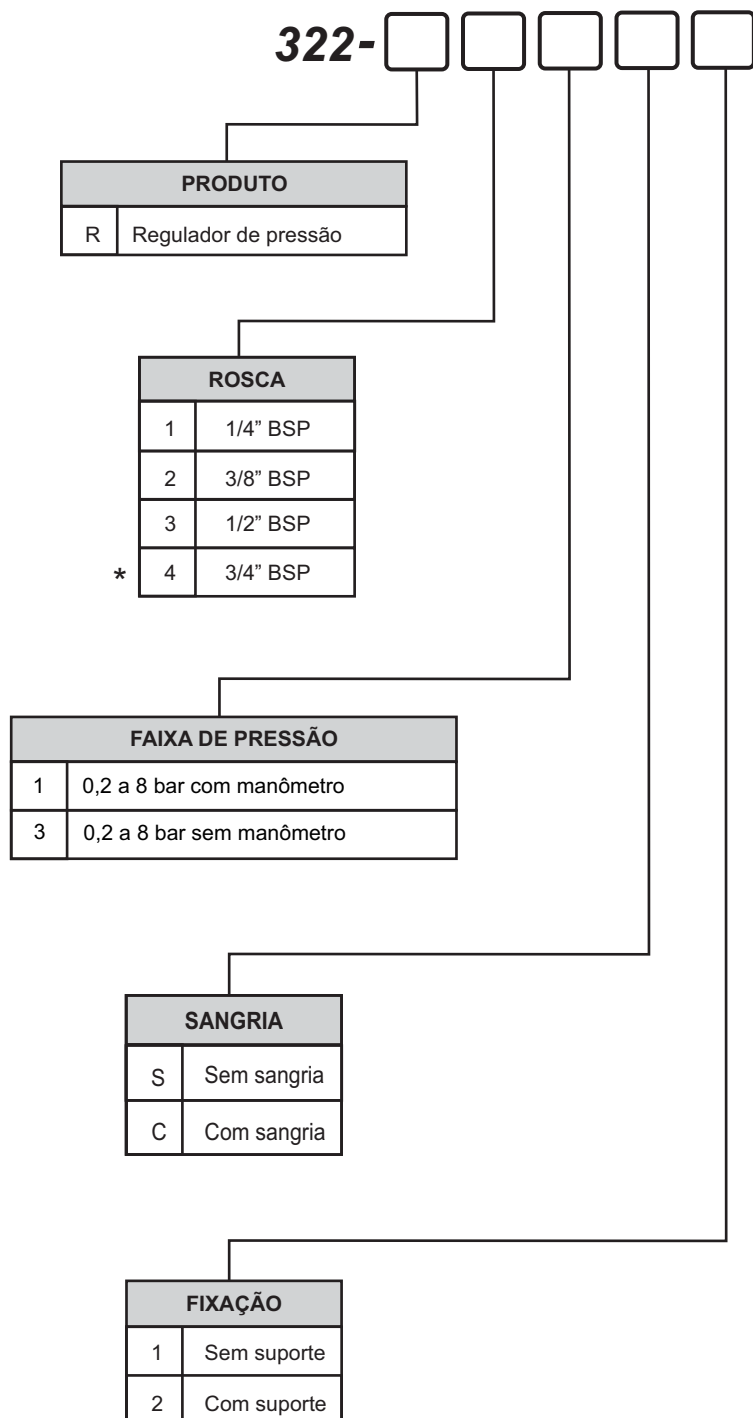 322-
PRODUTO
R Regulador de pressão
ROSCA
1 1/4” BSP
2 3/8” BSP
3 1/2” BSP
* 4 3/4” BSP
FAIXA DE PRESSÃO
1 0,2 a 8 bar com manômetro
3 0,2 a 8 bar sem manômetro
SANGRIA
S Sem sangria
C Com sangria
FIXAÇÃO
1 Sem suporte
2 Com suporte